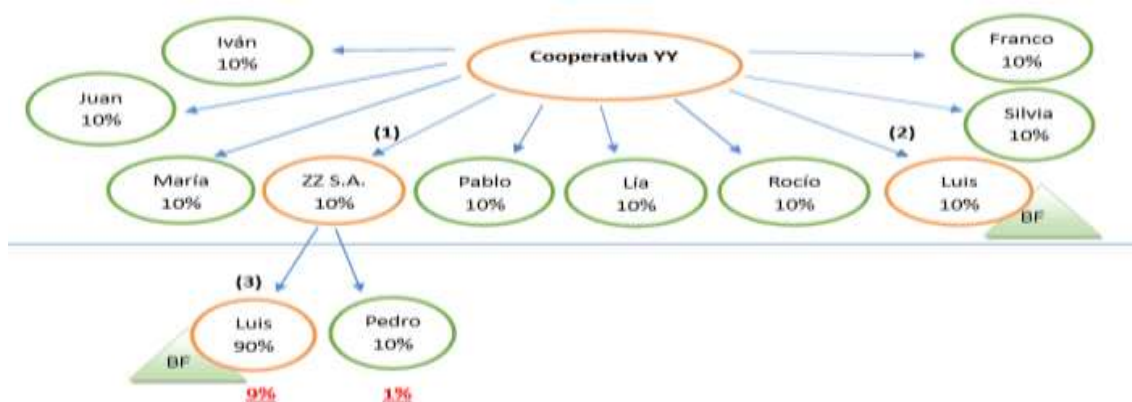 Iván
10%
Cooperativa YY
Franco
10%
Juan
10%
Silvia
10%
(1)
(2)
María
10%
ZZ S.A.
10%
Pablo
10%
Lía
10%
Rocío
10%
Luis
10%
BF
(3)
Luis
90%
Pedro
10%
BF
9%
1%